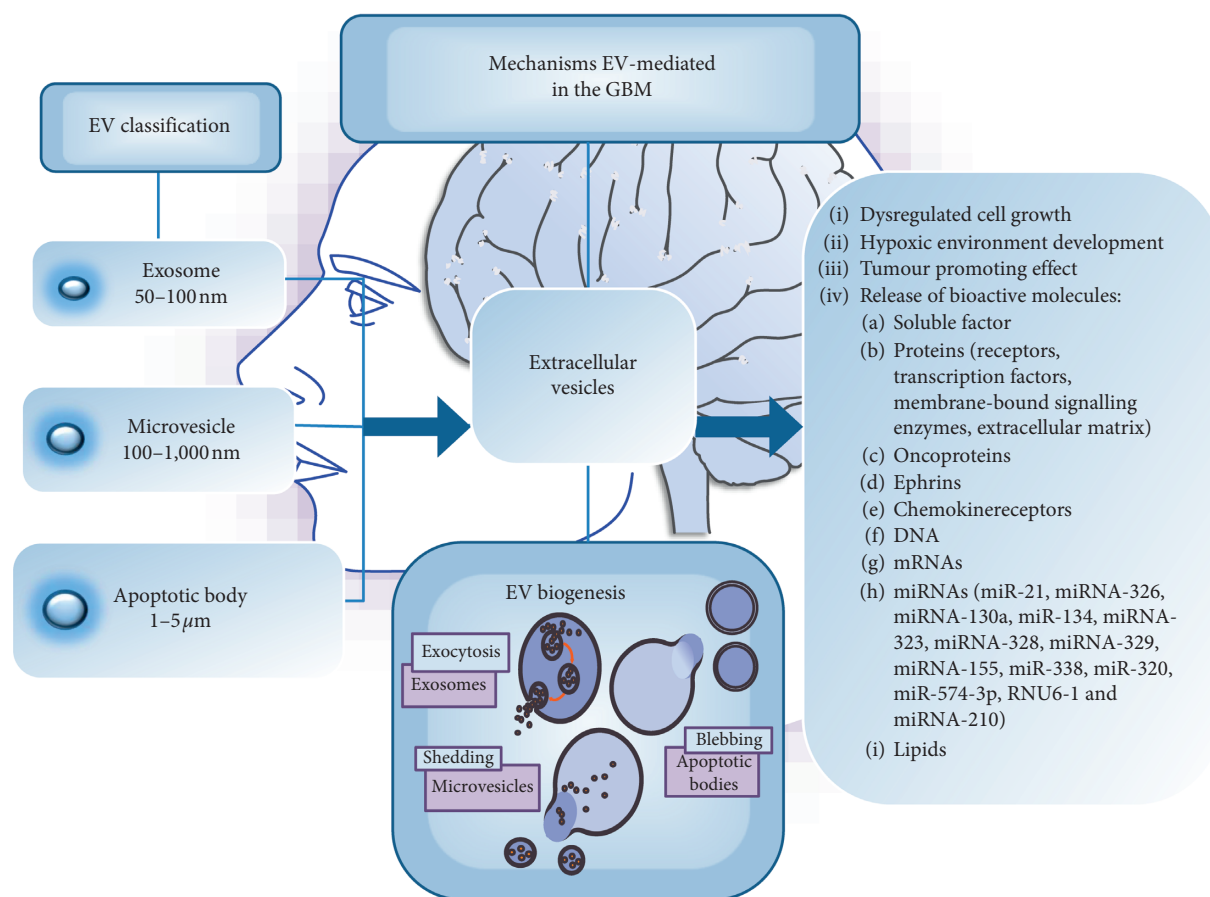 Mechanisms EV-mediated
in the GBM
EV classification
Exosome
50–100 nm
Microvesicle
100–1,000 nm
Apoptotic body
1–5 μm
Extracellular
vesicles
EV biogenesis
Exocytosis
Exosomes
Shedding
Microvesicles
Blebbing
Apoptotic
bodies
(i) Dysregulated cell growth
(ii) Hypoxic environment development
(iii) Tumour promoting effect
(iv) Release of bioactive molecules:
(a) Soluble factor
(b) Proteins (receptors,
transcription factors,
membrane-bound signalling
enzymes, extracellular matrix)
(c) Oncoproteins
(d) Ephrins
(e) Chemokinereceptors
(f) DNA
(g) mRNAs
(h) miRNAs (miR-21, miRNA-326,
miRNA-130a, miR-134, miRNA-
323, miRNA-328, miRNA-329,
miRNA-155, miR-338, miR-320,
miR-574-3p, RNU6-1 and
miRNA-210)
(i) Lipids